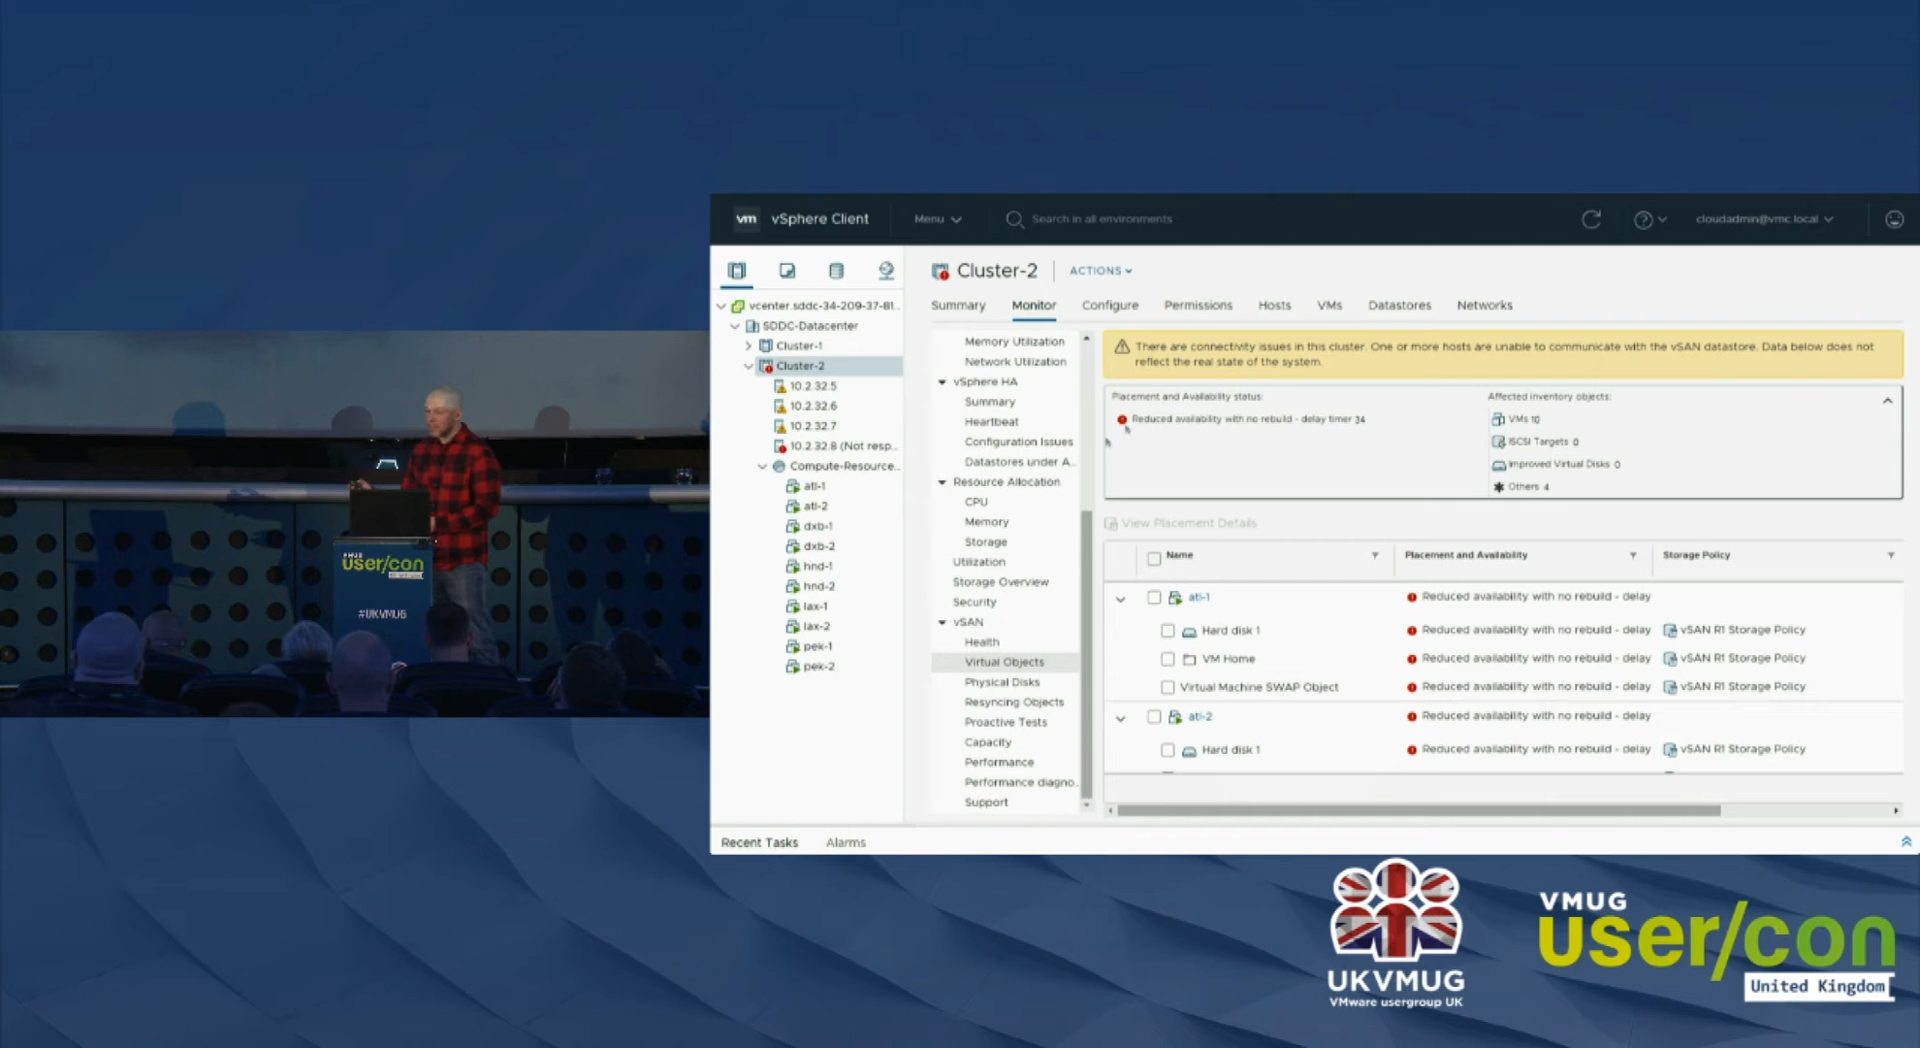 vm vSphere Client Menu Search in all environments cloudadmin@vmc.local
vcenter.sddc-34-209-37-81...
SDDC-Datacenter
Cluster-1
Cluster-2
10.2.32.5
10.2.32.6
10.2.32.7
10.2.32.8 (Not resp...
Compute-Resource...
atl-1
atl-2
dxb-1
dxb-2
hnd-1
hnd-2
lax-1
lax-2
pek-1
pek-2
Cluster-2 ACTIONS
Summary Monitor Configure Permissions Hosts VMs Datastores Networks
Memory Utilization
Network Utilization
vSphere HA
Summary
Heartbeat
Configuration Issues
Datastores under A...
Resource Allocation
CPU
Memory
Storage
Utilization
Storage Overview
Security
vSAN
Health
Virtual Objects
Physical Disks
Resyncing Objects
Proactive Tests
Capacity
Performance
Performance diagno...
Support
There are connectivity issues in this cluster. One or more hosts are unable to communicate with the vSAN datastore. Data below does not
reflect the real state of the system.
Placement and Availability status:
Reduced availability with no rebuild - delay timer 34
Affected inventory objects:
VMs 10
iSCSI Targets 0
Improved Virtual Disks 0
Others 4
View Placement Details
Name Placement and Availability Storage Policy
atl-1 Reduced availability with no rebuild - delay
Hard disk 1 Reduced availability with no rebuild - delay vSAN R1 Storage Policy
VM Home Reduced availability with no rebuild - delay vSAN R1 Storage Policy
Virtual Machine SWAP Object Reduced availability with no rebuild - delay vSAN R1 Storage Policy
atl-2 Reduced availability with no rebuild - delay
Hard disk 1 Reduced availability with no rebuild - delay vSAN R1 Storage Policy
Recent Tasks Alarms
VMUG
user/con
#UKVMUG
UKVMUG
VMware usergroup UK
VMUG
user/con
United Kingdom